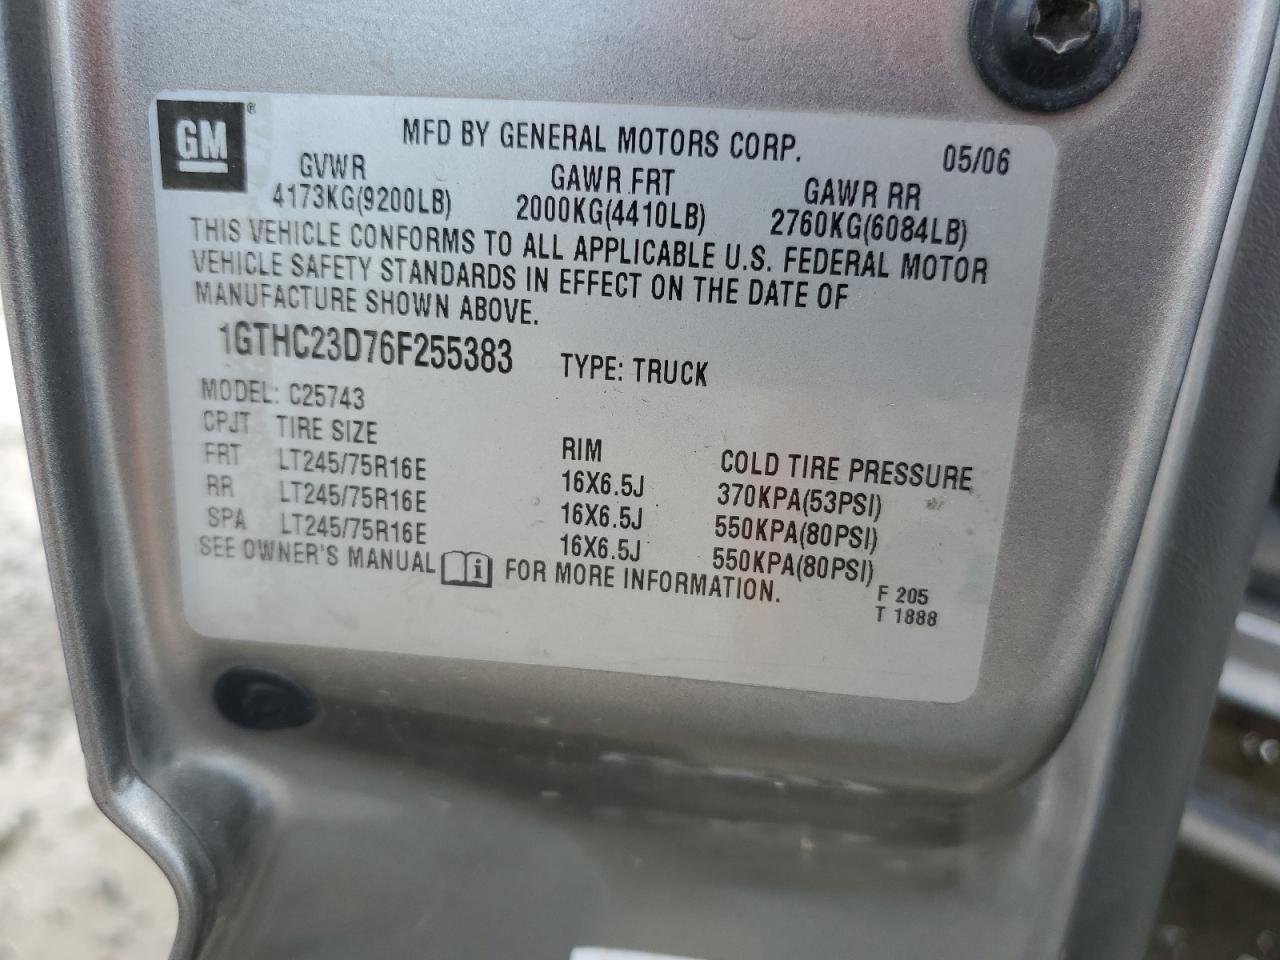 GM®
MFD BY GENERAL MOTORS CORP. 05/06
GVWR GAWR FRT GAWR RR
4173KG(9200LB) 2000KG(4410LB) 2760KG(6084LB)
THIS VEHICLE CONFORMS TO ALL APPLICABLE U.S. FEDERAL MOTOR
VEHICLE SAFETY STANDARDS IN EFFECT ON THE DATE OF
MANUFACTURE SHOWN ABOVE.
1GTHC23D76F255383 TYPE: TRUCK
MODEL: C25743
CPJT TIRE SIZE RIM COLD TIRE PRESSURE
FRT LT245/75R16E 16X6.5J 370KPA(53PSI)
RR LT245/75R16E 16X6.5J 550KPA(80PSI)
SPA LT245/75R16E 16X6.5J 550KPA(80PSI)
SEE OWNER'S MANUAL i FOR MORE INFORMATION.
F 205
T 1888